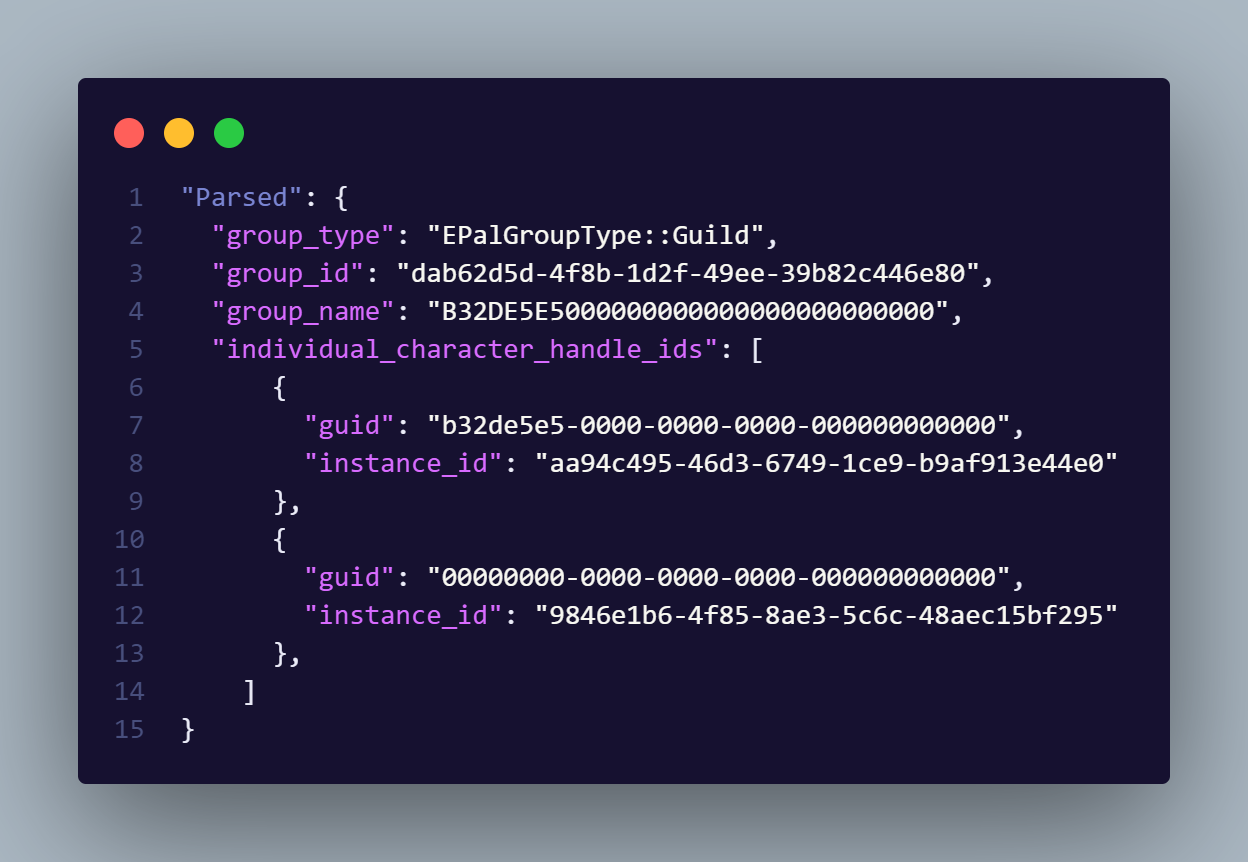 1 "Parsed": {
2 "group_type": "EPalGroupType::Guild",
3 "group_id": "dab62d5d-4f8b-1d2f-49ee-39b82c446e80",
4 "group_name": "B32DE5E5000000000000000000000000",
5 "individual_character_handle_ids": [
6 {
7 "guid": "b32de5e5-0000-0000-0000-000000000000",
8 "instance_id": "aa94c495-46d3-6749-1ce9-b9af913e44e0"
9 },
10 {
11 "guid": "00000000-0000-0000-0000-000000000000",
12 "instance_id": "9846e1b6-4f85-8ae3-5c6c-48aec15bf295"
13 },
14 ]
15 }